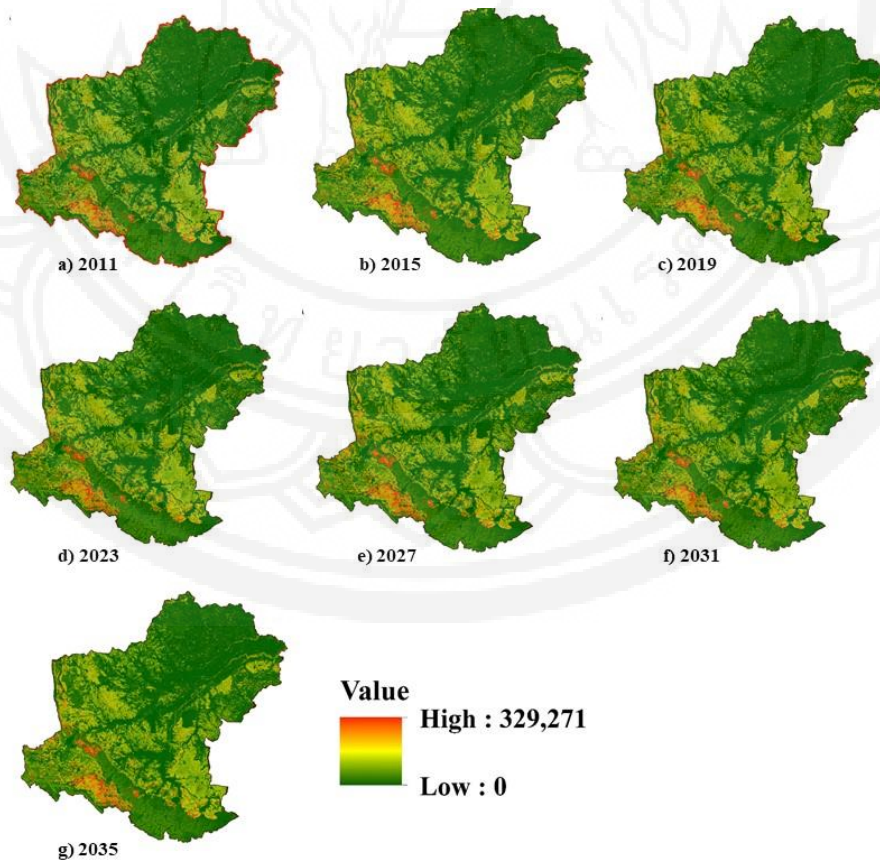 a) 2011
b) 2015
c) 2019
d) 2023
e) 2027
f) 2031
Value
High : 329,271
Low : 0
g) 2035